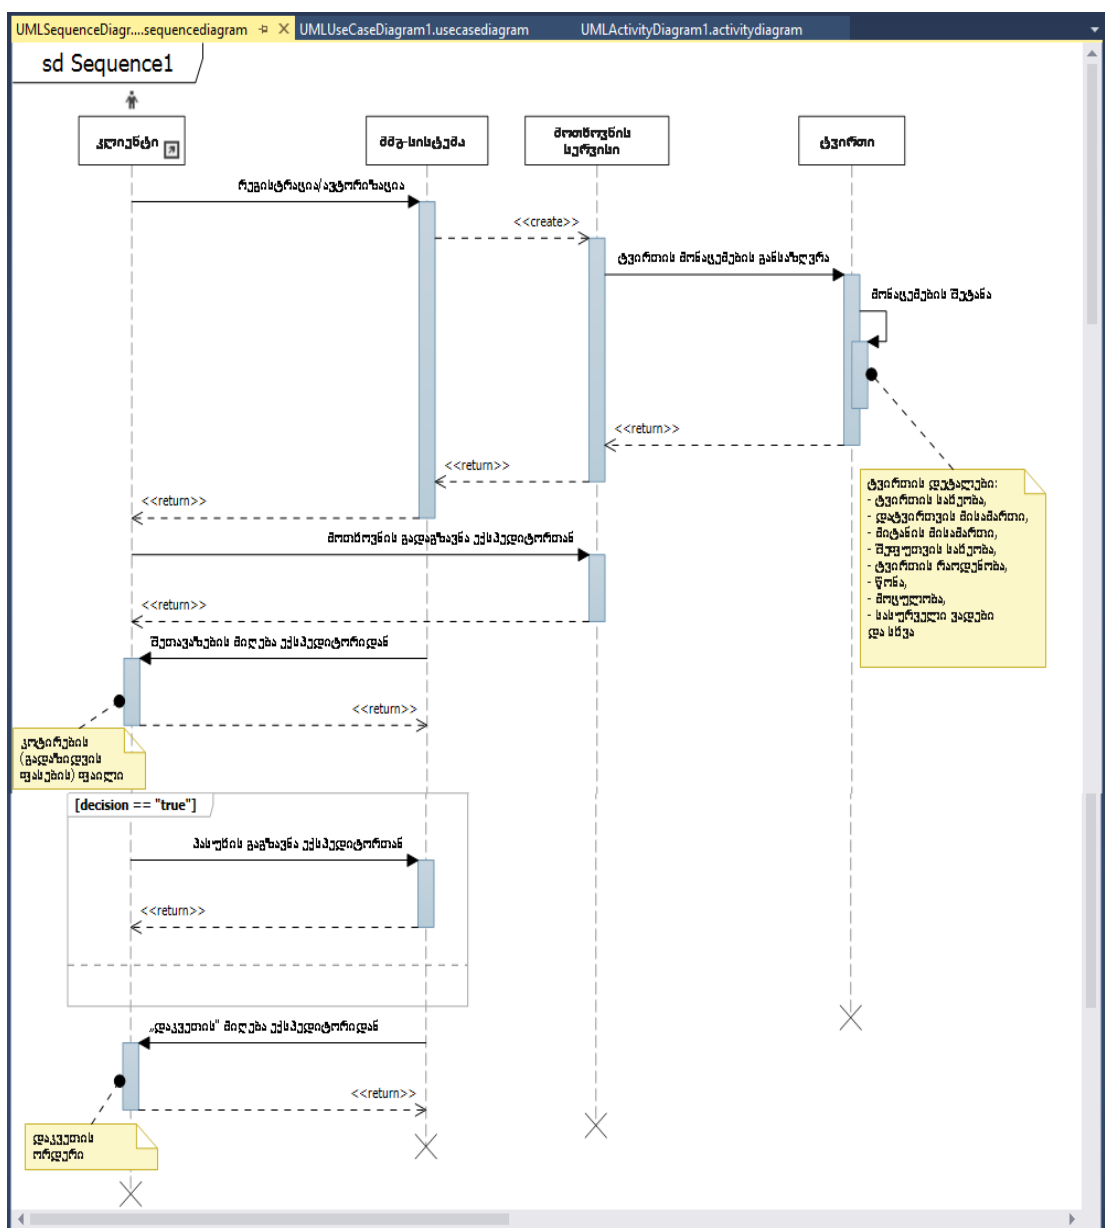 UMLSequenceDiagr....sequencediagram
UMLUseCaseDiagram1.usecasediagram
UMLActivityDiagram1.activitydiagram
sd Sequence1
კლიენტი
მმგ-სისტემა
მოთხოვნის
სერვისი
ტვირთი
რეგისტრაცია/ავტორიზაცია
<<create>>
ტვირთის მონაცემების განსაზღვრა
მონაცემების შეტანა
<<return>>
<<return>>
<<return>>
ტვირთის დეტალები:
- ტვირთის სახეობა,
- დატვირთვის მისამართი,
- მიტანის მისამართი,
- შეფუთვის სახეობა,
- ტვირთის რაოდენობა,
- წონა,
- მოცულობა,
- სასურველი ვადები
და სხვა
მოთხოვნის გადაგზავნა ექსპედიტორთან
<<return>>
შეთავაზების მიღება ექსპედიტორიდან
<<return>>
კოტირების
(გადაზიდვის
ფასების) ფაილი
[decision == "true"]
პასუხის გაგზავნა ექსპედიტორთან
<<return>>
„დაკვეთის" მიღება ექსპედიტორიდან
<<return>>
დაკვეთის
ორდერი